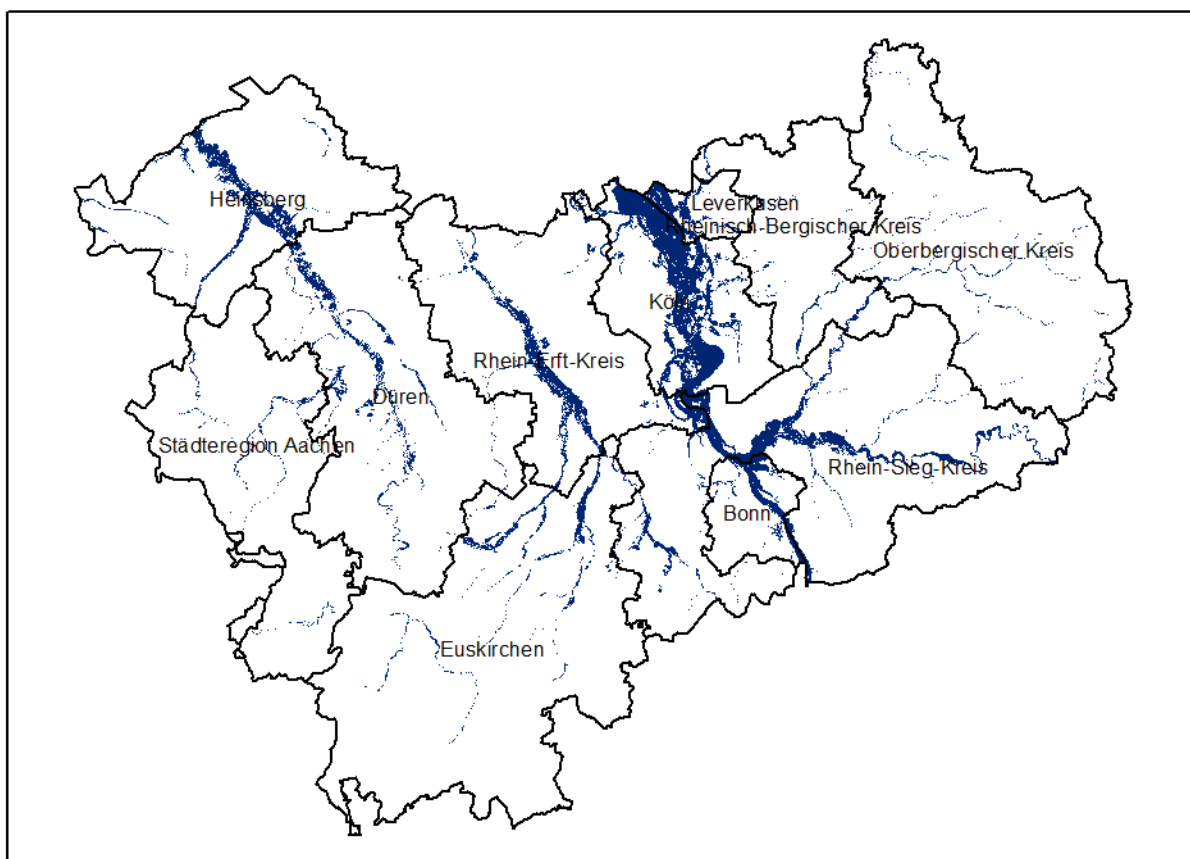 Heinsberg
Leverkusen
Rheinisch-Bergischer Kreis
Oberbergischer Kreis
Köln
Rhein-Erft-Kreis
Düren
Städteregion Aachen
Rhein-Sieg-Kreis
Bonn
Euskirchen